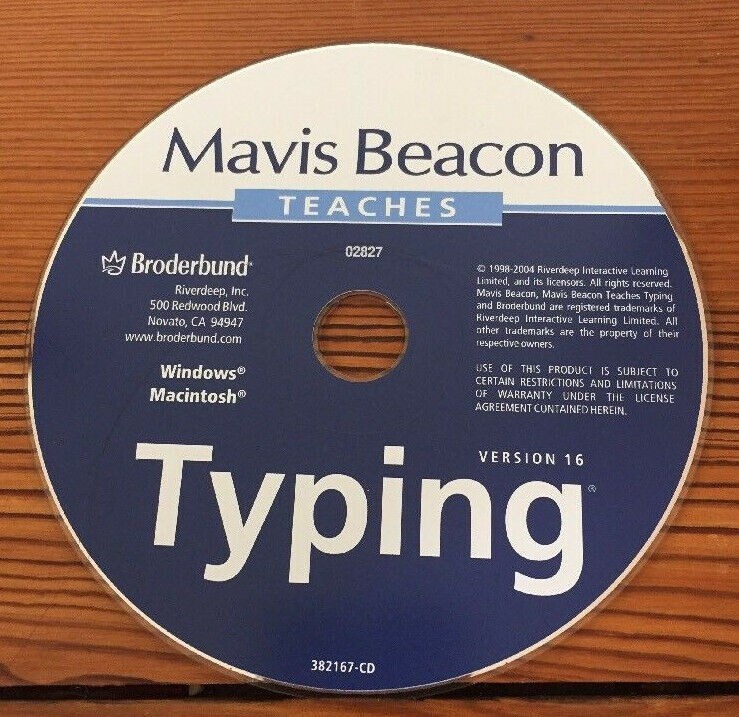 Mavis Beacon
TEACHES
02827
Broderbund®
Riverdeep, Inc.
500 Redwood Blvd.
Novato, CA 94947
www.broderbund.com
Windows®
Macintosh®
© 1998-2004 Riverdeep Interactive Learning
Limited, and its licensors. All rights reserved.
Mavis Beacon, Mavis Beacon Teaches Typing
and Broderbund are registered trademarks of
Riverdeep Interactive Learning Limited. All
other trademarks are the property of their
respective owners.
USE OF THIS PRODUCT IS SUBJECT TO
CERTAIN RESTRICTIONS AND LIMITATIONS
OF WARRANTY UNDER THE LICENSE
AGREEMENT CONTAINED HEREIN.
VERSION 16
Typing®
382167-CD